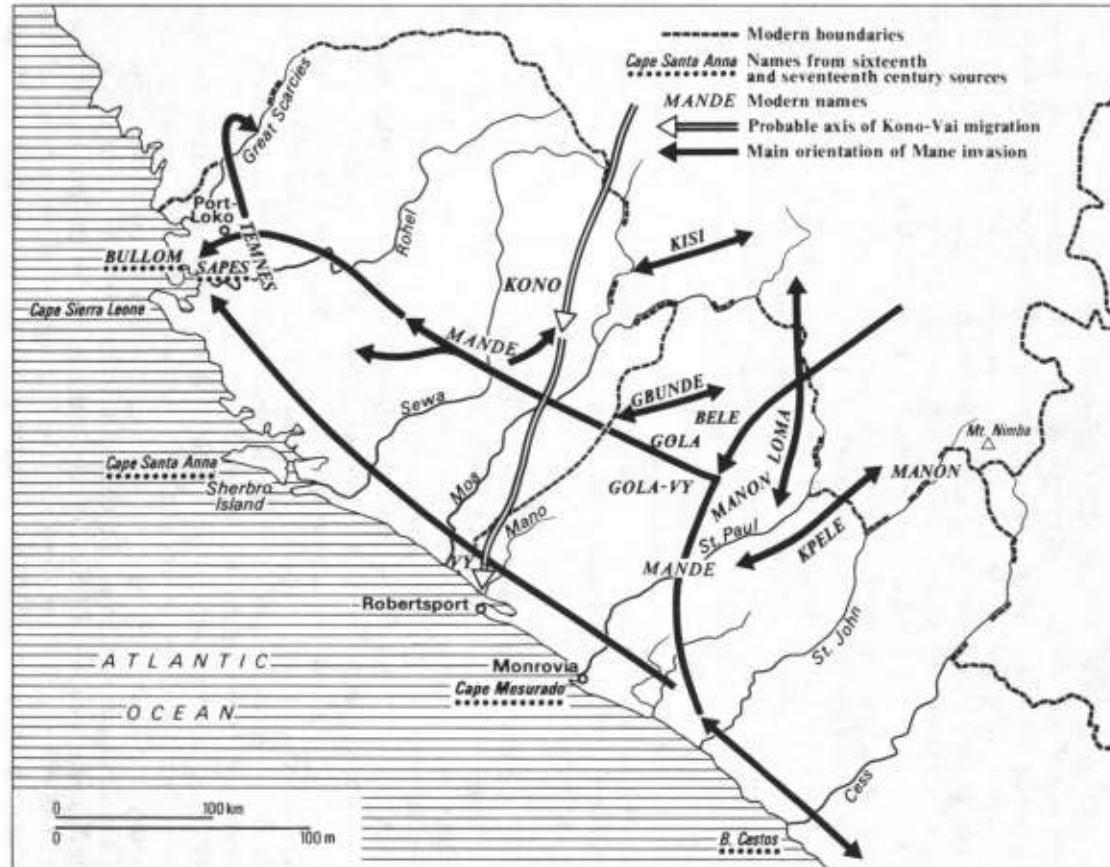 Modern boundaries
Cape Santa Anna Names from sixteenth
and seventeenth century sources
MANDE Modern names
Probable axis of Kono-Vai migration
Main orientation of Mane invasion
Great Scarcies
Port-
Loko
TEMNES
BULLOM
SAPES
Cape Sierra Leone
Rohel
KONO
KISI
MANDE
Sewa
GBUNDE
BELE
LOMA
GOLA
GOLA-VY
MANON
Mt. Nimba
MANON
Cape Santa Anna
Sherbro
Island
Moa
Mano
St. Paul
KPELE
VY
MANDE
Robertsport
St. John
ATLANTIC
OCEAN
Monrovia
Cape Mesurado
Cess
0 100 km
0 100 m
B. Cestos